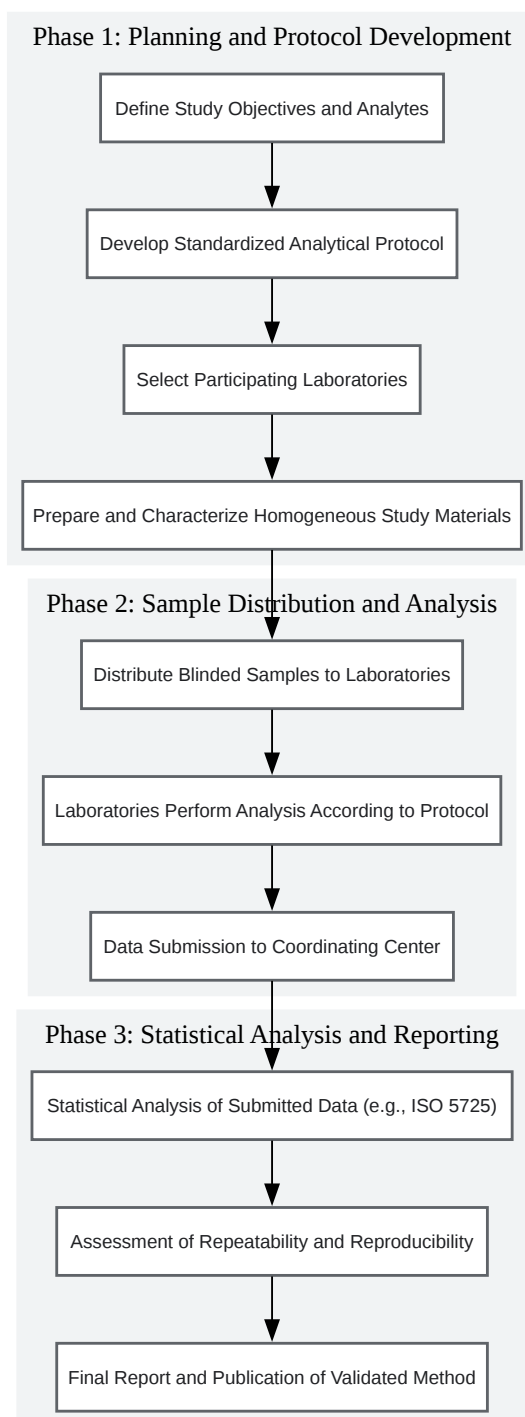 Phase 1: Planning and Protocol Development
Define Study Objectives and Analytes
Develop Standardized Analytical Protocol
Select Participating Laboratories
Prepare and Characterize Homogeneous Study Materials
Phase 2: Sample Distribution and Analysis
Distribute Blinded Samples to Laboratories
Laboratories Perform Analysis According to Protocol
Data Submission to Coordinating Center
Phase 3: Statistical Analysis and Reporting
Statistical Analysis of Submitted Data (e.g., ISO 5725)
Assessment of Repeatability and Reproducibility
Final Report and Publication of Validated Method